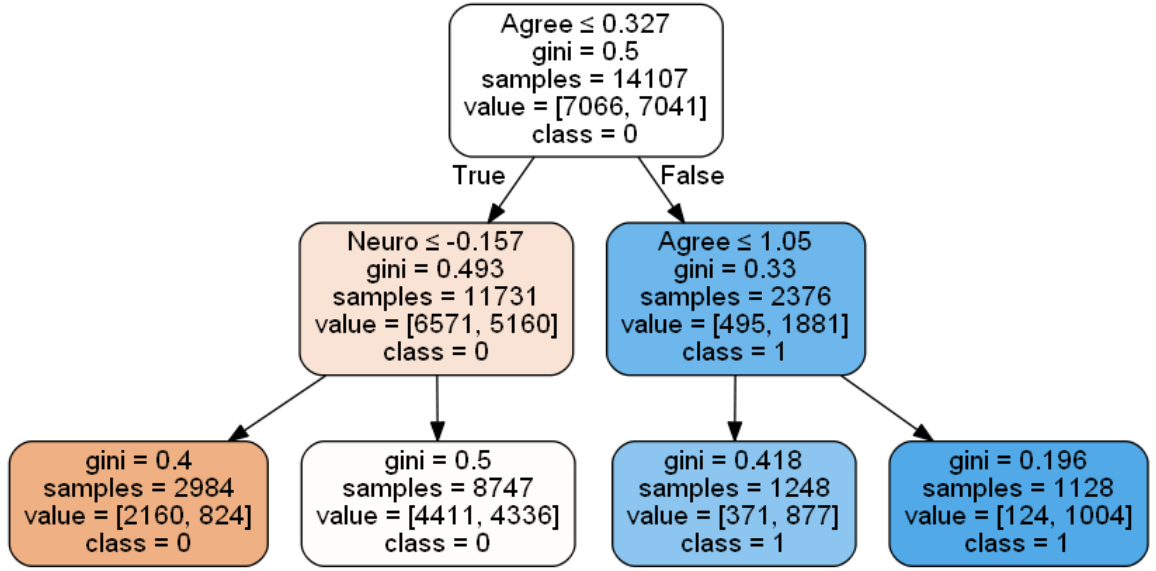 Agree ≤ 0.327
gini = 0.5
samples = 14107
value = [7066, 7041]
class = 0
True
False
Neuro ≤ -0.157
gini = 0.493
samples = 11731
value = [6571, 5160]
class = 0
Agree ≤ 1.05
gini = 0.33
samples = 2376
value = [495, 1881]
class = 1
gini = 0.4
samples = 2984
value = [2160, 824]
class = 0
gini = 0.5
samples = 8747
value = [4411, 4336]
class = 0
gini = 0.418
samples = 1248
value = [371, 877]
class = 1
gini = 0.196
samples = 1128
value = [124, 1004]
class = 1